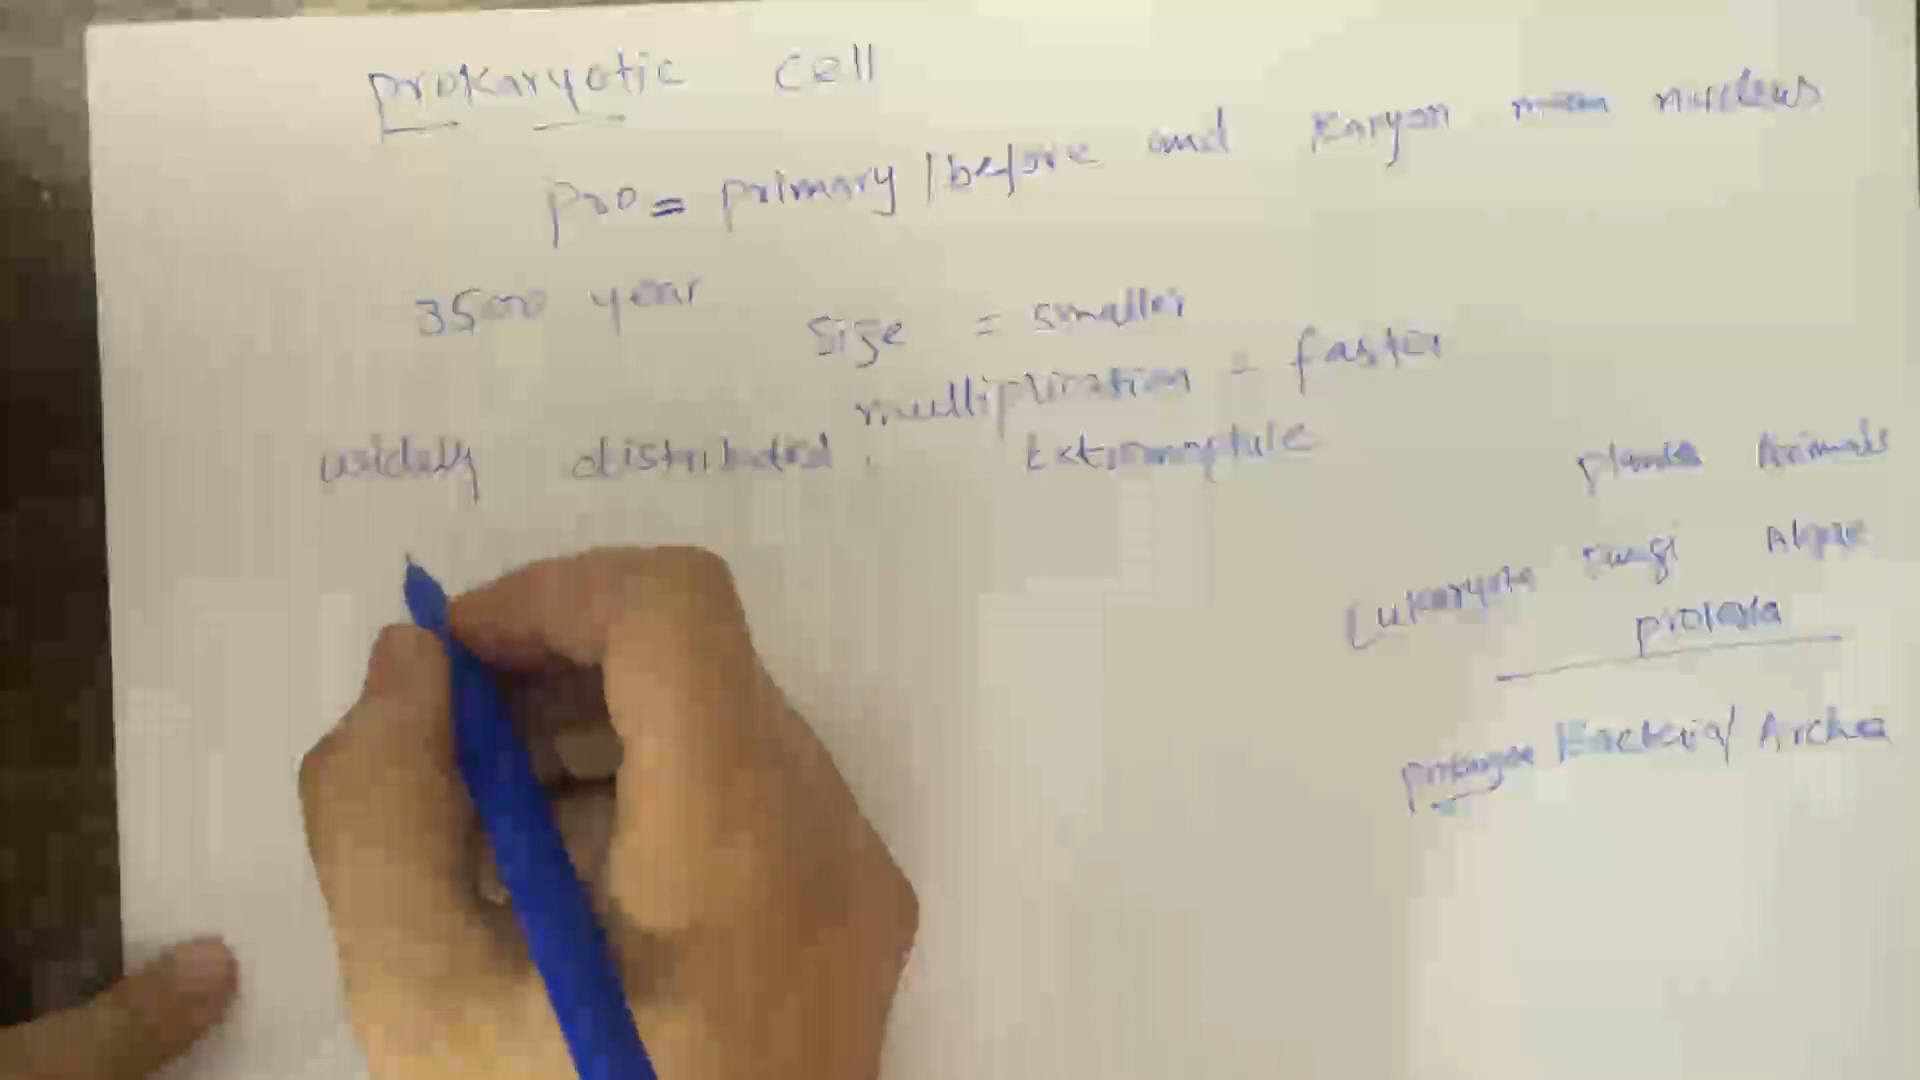 prokaryotic cell
pro = primary / before and karyon mean nucleus
3500 year
Size = smaller
multiplication = faster
widely distributed.
plants Animals
Eukaryote fungi Algae
protozoa
Bacteria/ Archea